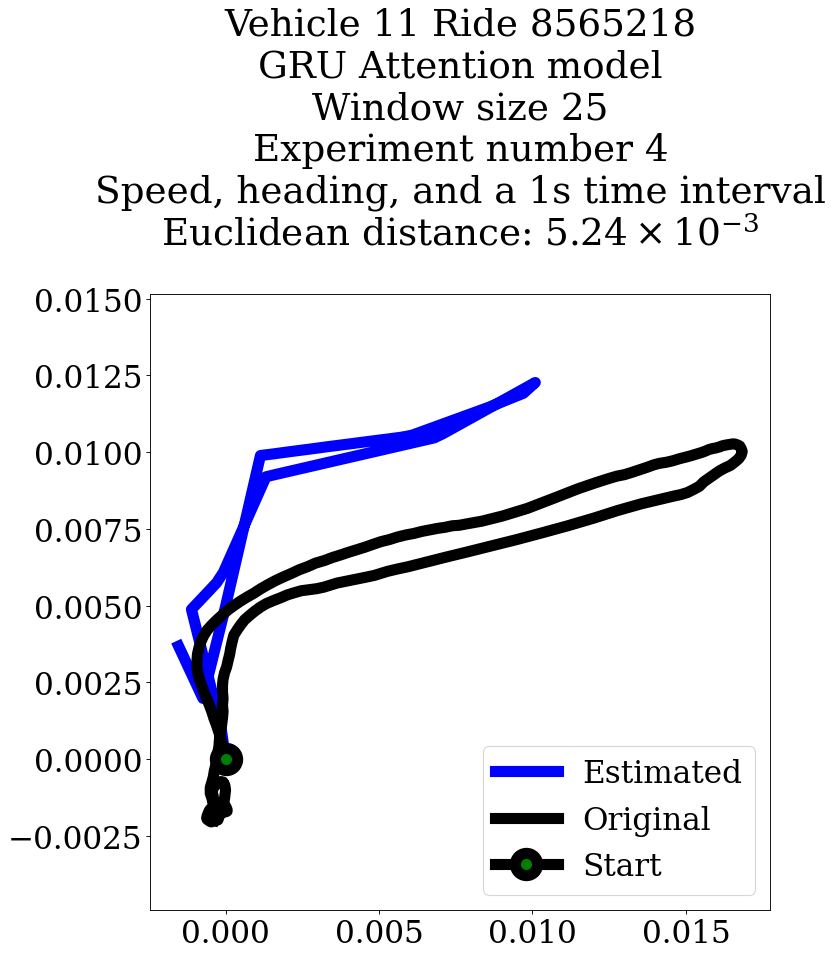 Vehicle 11 Ride 8565218
GRU Attention model
Window size 25
Experiment number 4
Speed, heading, and a 1s time interval
Euclidean distance: 5.24 × 10⁻³
0.0150
0.0125
0.0100
0.0075
0.0050
0.0025
0.0000
−0.0025
Estimated
Original
Start
0.000 0.005 0.010 0.015